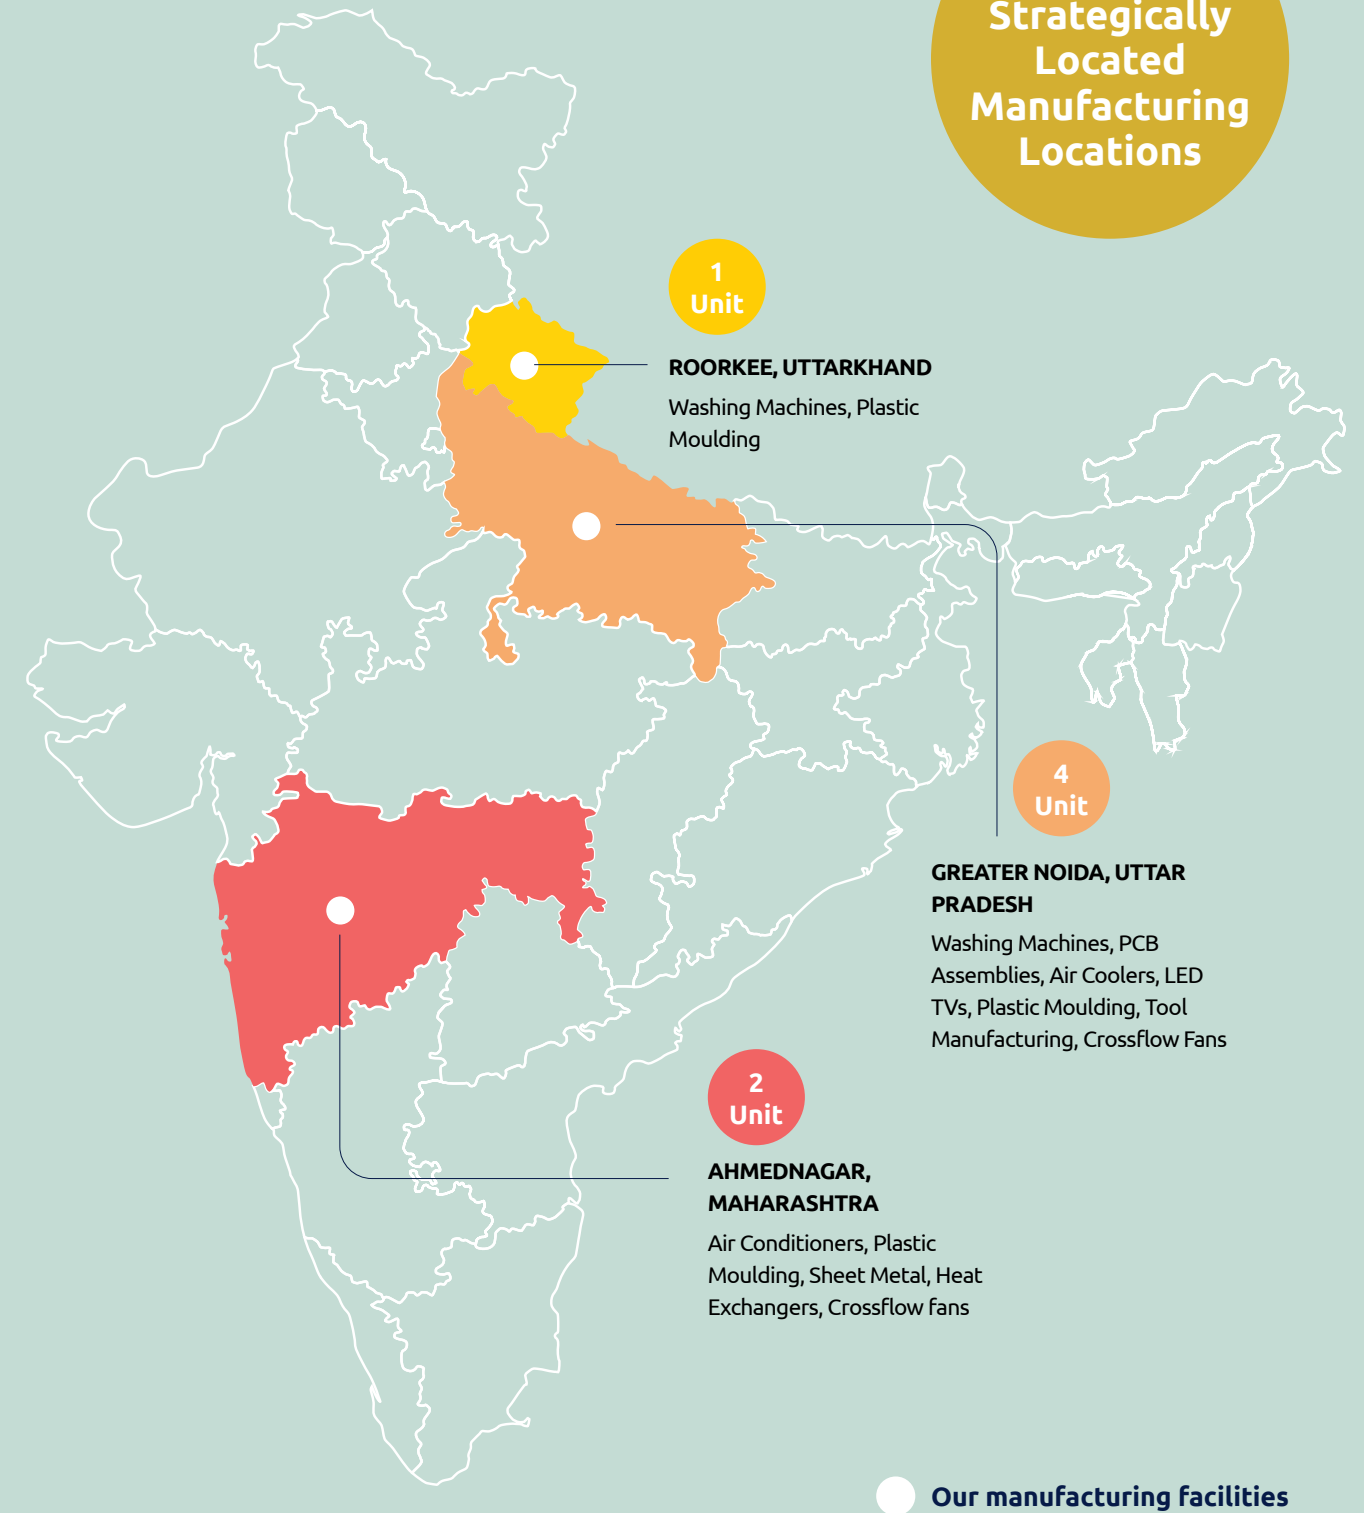 Strategically
Located
Manufacturing
Locations
1
Unit
ROORKEE, UTTARKHAND
Washing Machines, Plastic
Moulding
4
Unit
GREATER NOIDA, UTTAR
PRADESH
Washing Machines, PCB
Assemblies, Air Coolers, LED
TVs, Plastic Moulding, Tool
Manufacturing, Crossflow Fans
2
Unit
AHMEDNAGAR,
MAHARASHTRA
Air Conditioners, Plastic
Moulding, Sheet Metal, Heat
Exchangers, Crossflow fans
Our manufacturing facilities